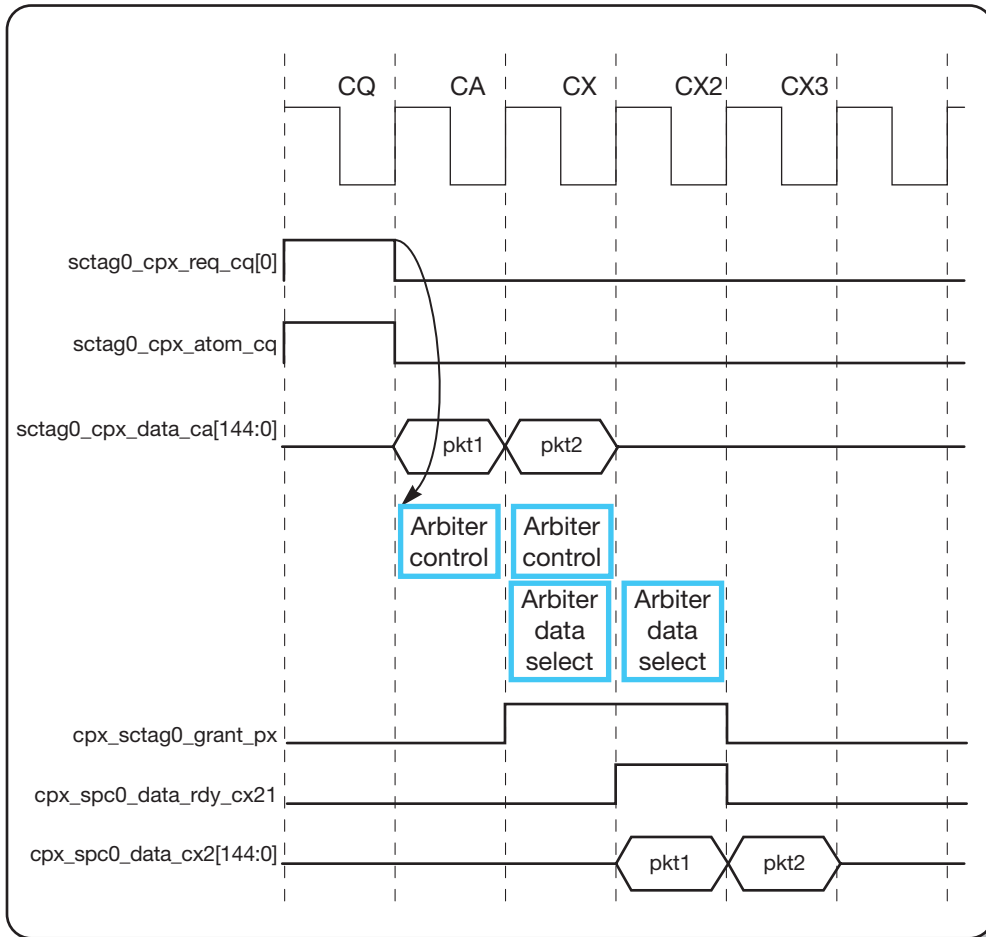 CQ CA CX CX2 CX3
sctag0_cpx_req_cq[0]
sctag0_cpx_atom_cq
sctag0_cpx_data_ca[144:0]
pkt1 pkt2
Arbiter control
Arbiter control
Arbiter data select
Arbiter data select
cpx_sctag0_grant_px
cpx_spc0_data_rdy_cx21
cpx_spc0_data_cx2[144:0]
pkt1 pkt2